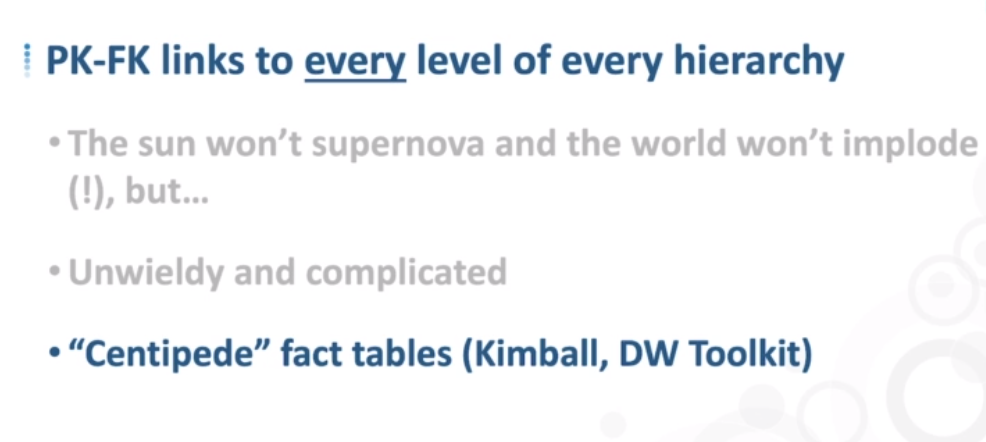 PK-FK links to every level of every hierarchy
• The sun won’t supernova and the world won’t implode
(!), but...
• Unwieldy and complicated
• “Centipede” fact tables (Kimball, DW Toolkit)